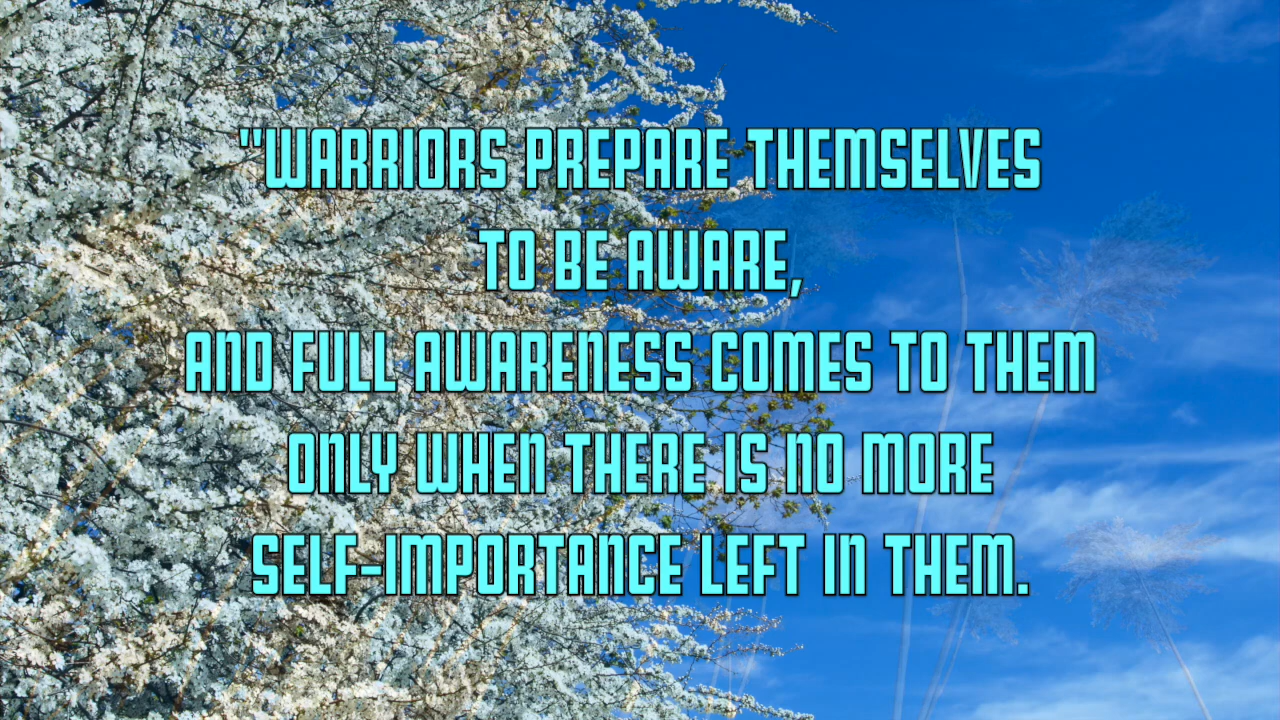 "WARRIORS PREPARE THEMSELVES
TO BE AWARE,
AND FULL AWARENESS COMES TO THEM
ONLY WHEN THERE IS NO MORE
SELF-IMPORTANCE LEFT IN THEM.